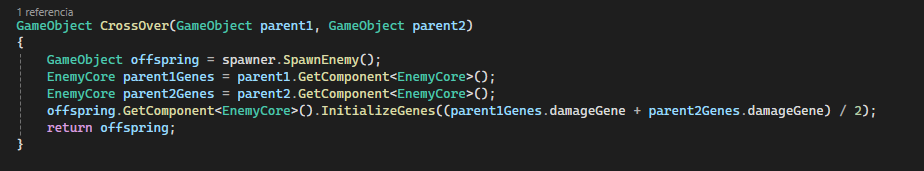 1 referencia
GameObject CrossOver(GameObject parent1, GameObject parent2)
{
    GameObject offspring = spawner.SpawnEnemy();
    EnemyCore parent1Genes = parent1.GetComponent<EnemyCore>();
    EnemyCore parent2Genes = parent2.GetComponent<EnemyCore>();
    offspring.GetComponent<EnemyCore>().InitializeGenes((parent1Genes.damageGene + parent2Genes.damageGene) / 2);
    return offspring;
}